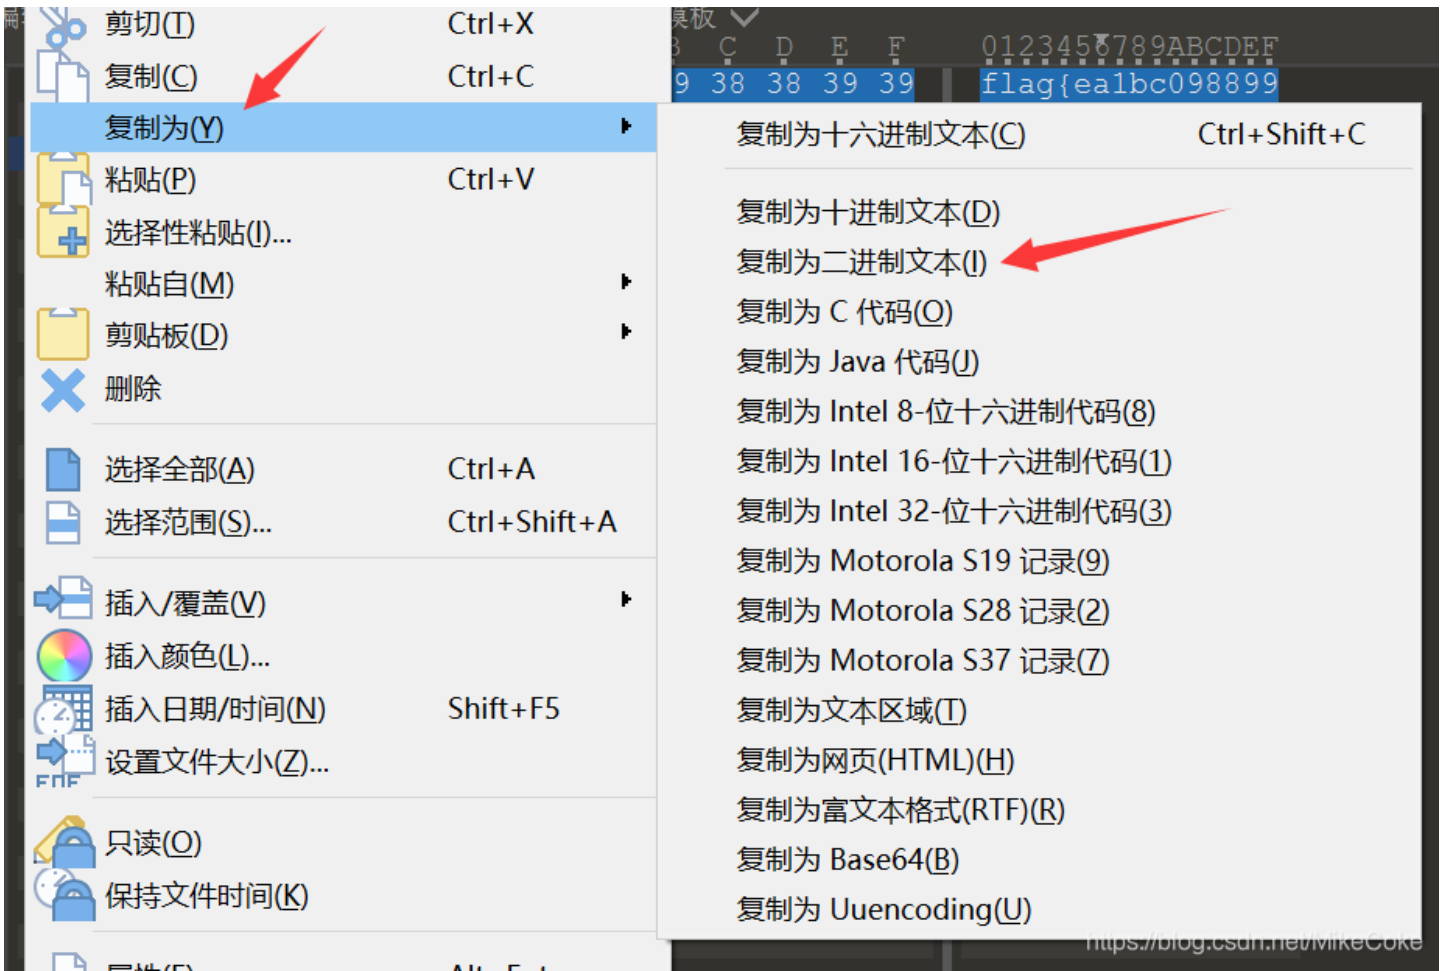 模板
C D E F 0123456789ABCDEF
9 38 38 39 39 flag{ea1bc098899
剪切(T) Ctrl+X
复制(C) Ctrl+C
复制为(Y)
粘贴(P) Ctrl+V
选择性粘贴(I)...
粘贴自(M)
剪贴板(D)
删除
选择全部(A) Ctrl+A
选择范围(S)... Ctrl+Shift+A
插入/覆盖(V)
插入颜色(L)...
插入日期/时间(N) Shift+F5
设置文件大小(Z)...
只读(O)
保持文件时间(K)
复制为十六进制文本(C) Ctrl+Shift+C
复制为十进制文本(D)
复制为二进制文本(I)
复制为 C 代码(O)
复制为 Java 代码(J)
复制为 Intel 8-位十六进制代码(8)
复制为 Intel 16-位十六进制代码(1)
复制为 Intel 32-位十六进制代码(3)
复制为 Motorola S19 记录(9)
复制为 Motorola S28 记录(2)
复制为 Motorola S37 记录(7)
复制为文本区域(T)
复制为网页(HTML)(H)
复制为富文本格式(RTF)(R)
复制为 Base64(B)
复制为 Uuencoding(U)
https://blog.csdn.net/MikeCoke